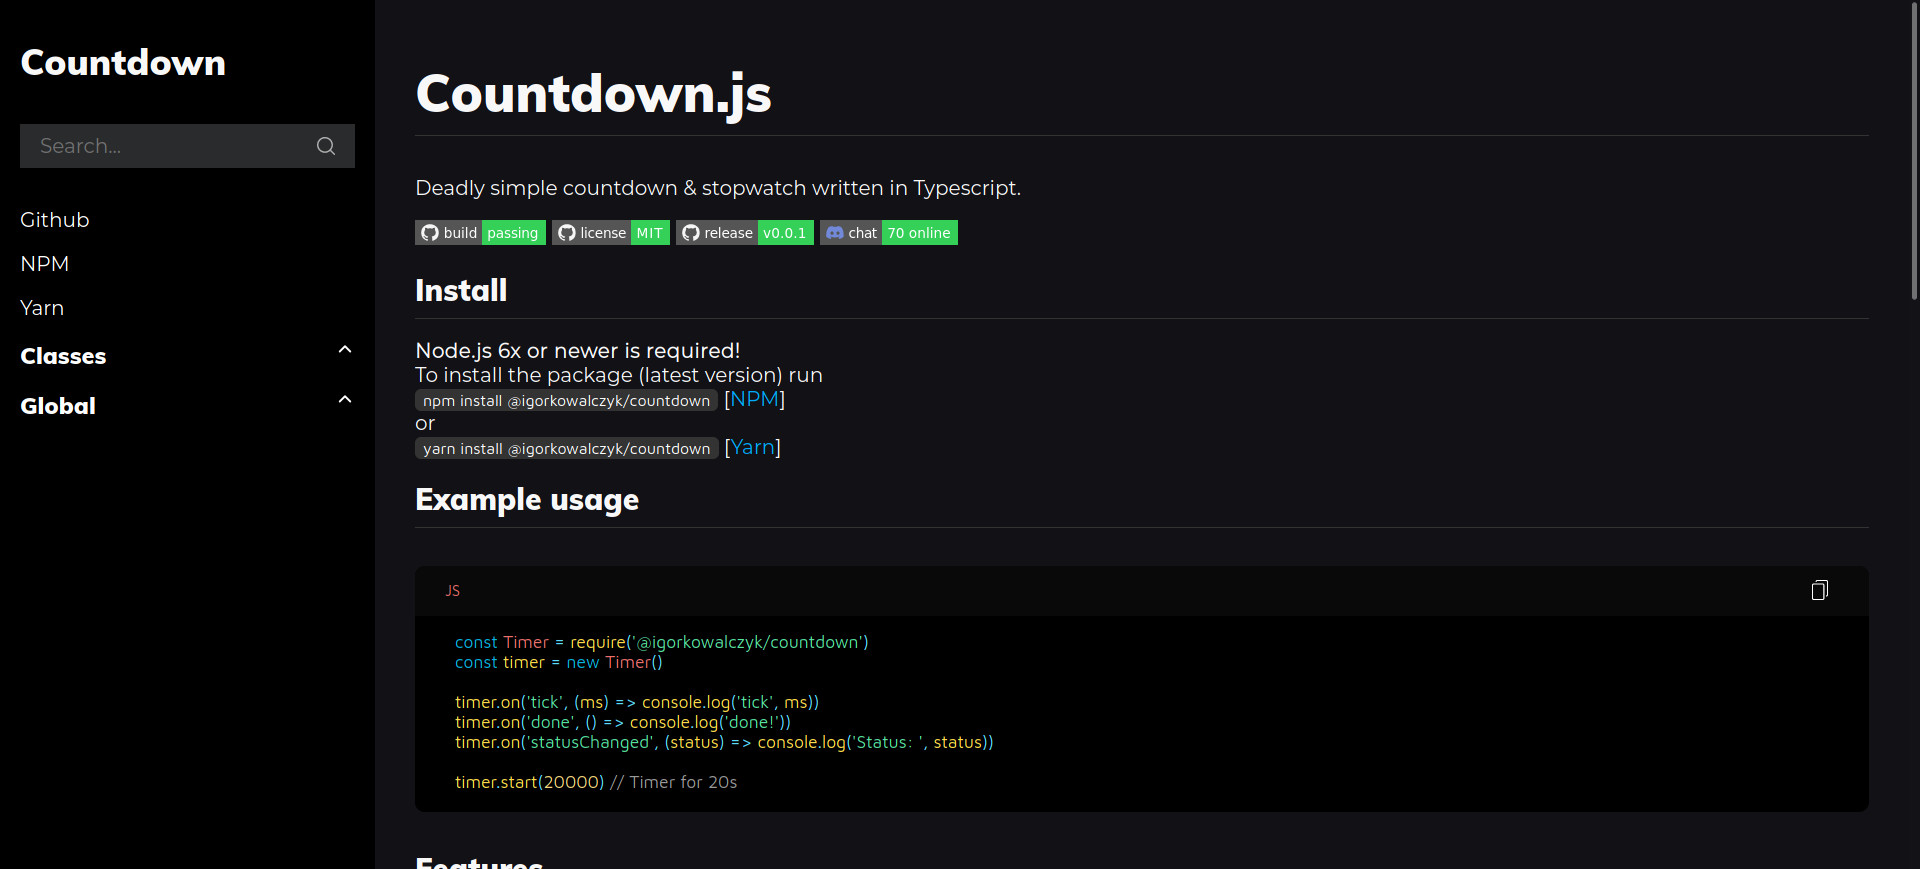 Countdown
Search...
Github
NPM
Yarn
Classes
Global
Countdown.js
Deadly simple countdown & stopwatch written in Typescript.
build passing license MIT release v0.0.1 chat 70 online
Install
Node.js 6x or newer is required!
To install the package (latest version) run
npm install @igorkowalczyk/countdown [NPM]
or
yarn install @igorkowalczyk/countdown [Yarn]
Example usage
JS
const Timer = require('@igorkowalczyk/countdown')
const timer = new Timer()
timer.on('tick', (ms) => console.log('tick', ms))
timer.on('done', () => console.log('done!'))
timer.on('statusChanged', (status) => console.log('Status: ', status))
timer.start(20000) // Timer for 20s
Features